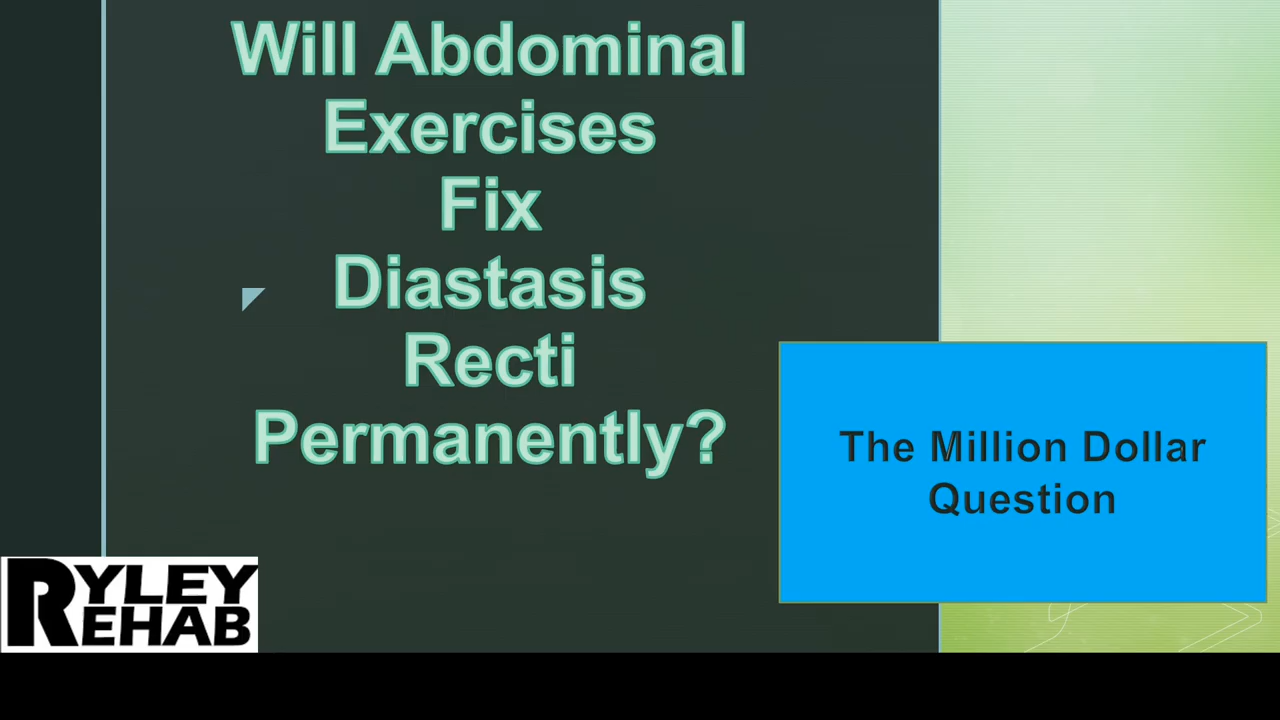 Will Abdominal
Exercises
Fix
Diastasis
Recti
Permanently?
The Million Dollar
Question
RYLEY
REHAB